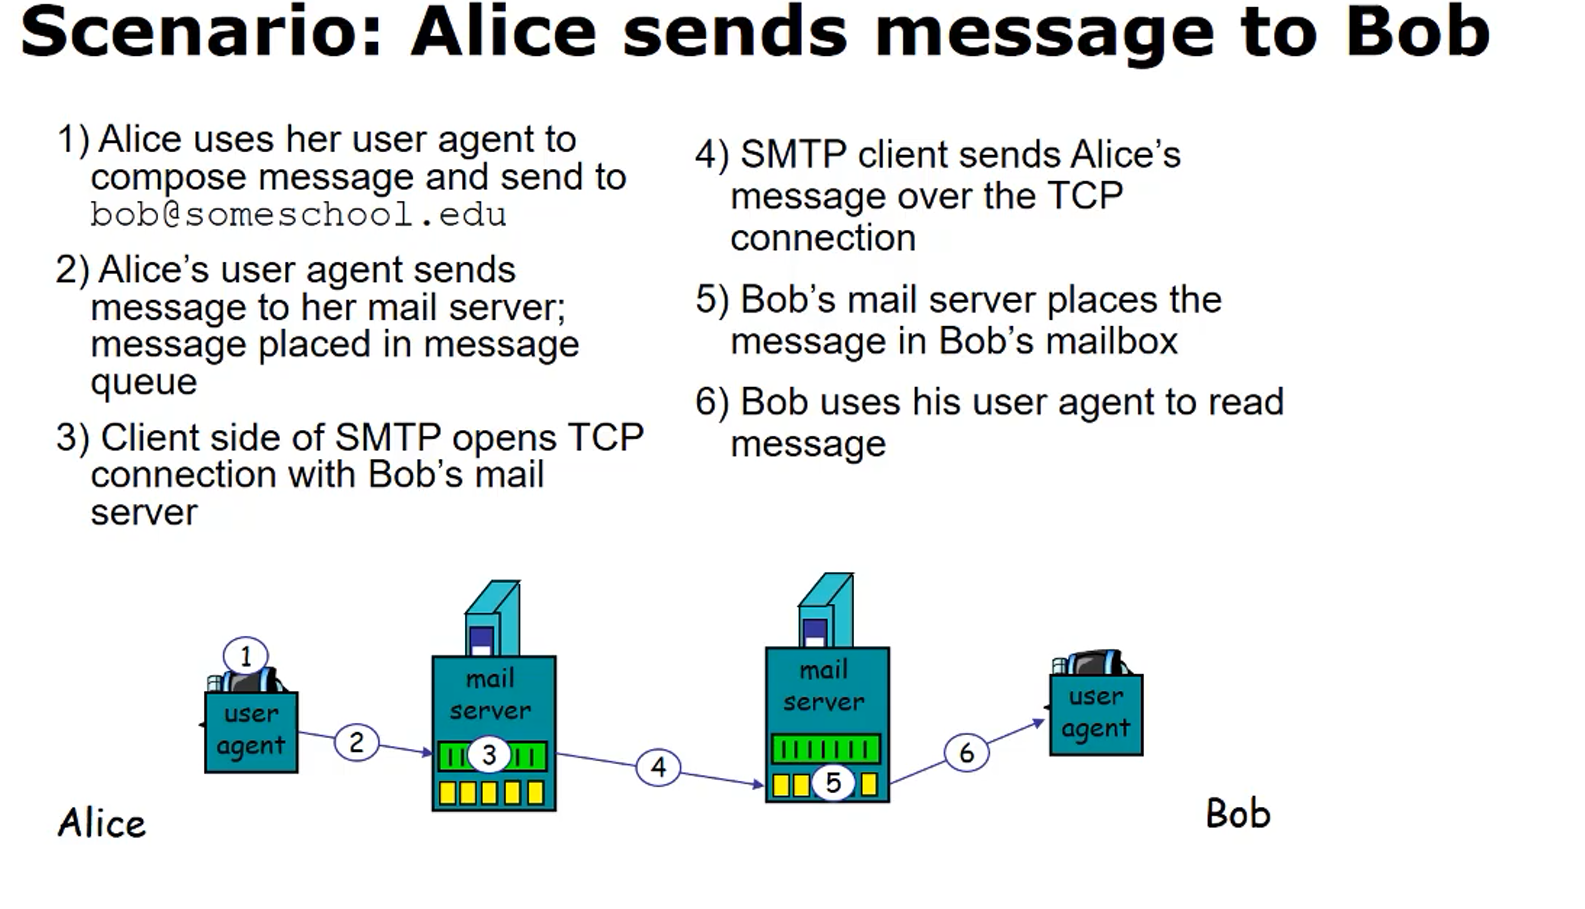 Scenario: Alice sends message to Bob
1) Alice uses her user agent to
compose message and send to
bob@someschool.edu
2) Alice’s user agent sends
message to her mail server;
message placed in message
queue
3) Client side of SMTP opens TCP
connection with Bob’s mail
server
4) SMTP client sends Alice’s
message over the TCP
connection
5) Bob’s mail server places the
message in Bob’s mailbox
6) Bob uses his user agent to read
message
1
user
agent
2
mail
server
3
4
mail
server
5
6
user
agent
Alice
Bob